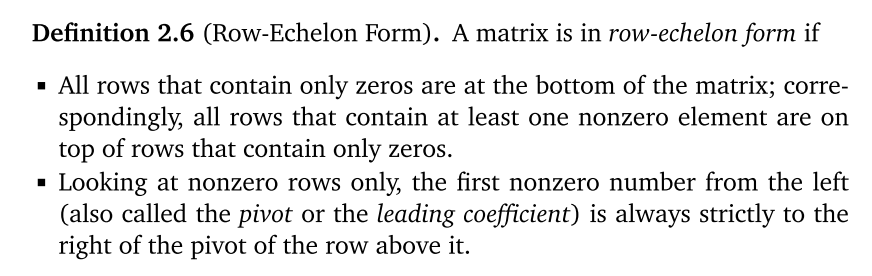 Definition 2.6 (Row-Echelon Form). A matrix is in row-echelon form if
▪ All rows that contain only zeros are at the bottom of the matrix; corre-
spondingly, all rows that contain at least one nonzero element are on
top of rows that contain only zeros.
▪ Looking at nonzero rows only, the first nonzero number from the left
(also called the pivot or the leading coefficient) is always strictly to the
right of the pivot of the row above it.